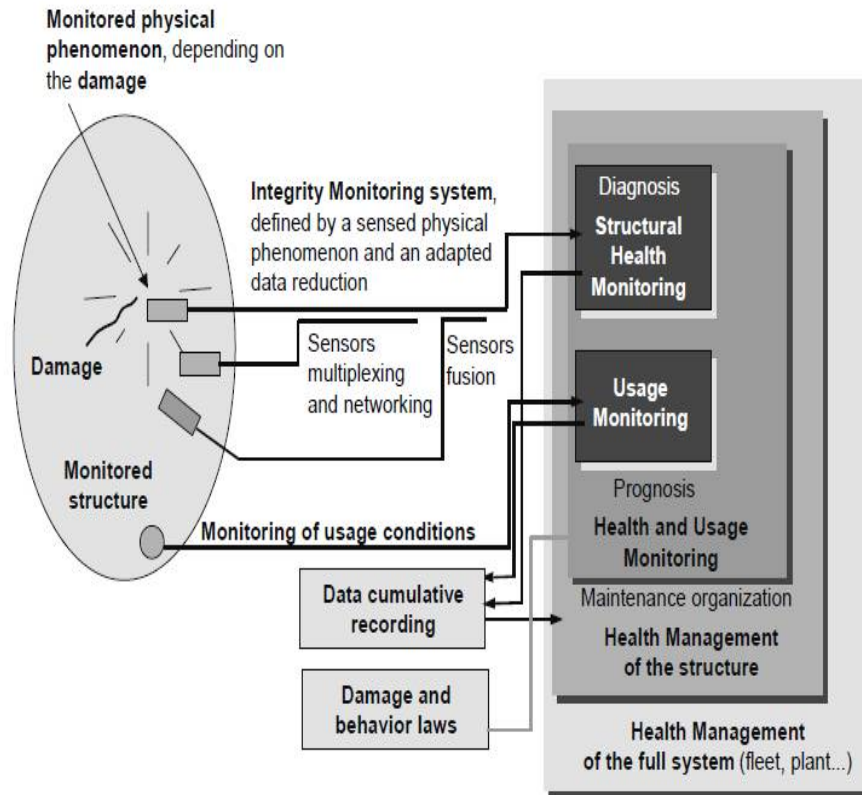 Monitored physical
phenomenon, depending on
the damage
Integrity Monitoring system,
defined by a sensed physical
phenomenon and an adapted
data reduction
Damage
Sensors
multiplexing
and networking
Sensors
fusion
Monitored
structure
Monitoring of usage conditions
Data cumulative
recording
Damage and
behavior laws
Diagnosis
Structural
Health
Monitoring
Usage
Monitoring
Prognosis
Health and Usage
Monitoring
Maintenance organization
Health Management
of the structure
Health Management
of the full system (fleet, plant...)